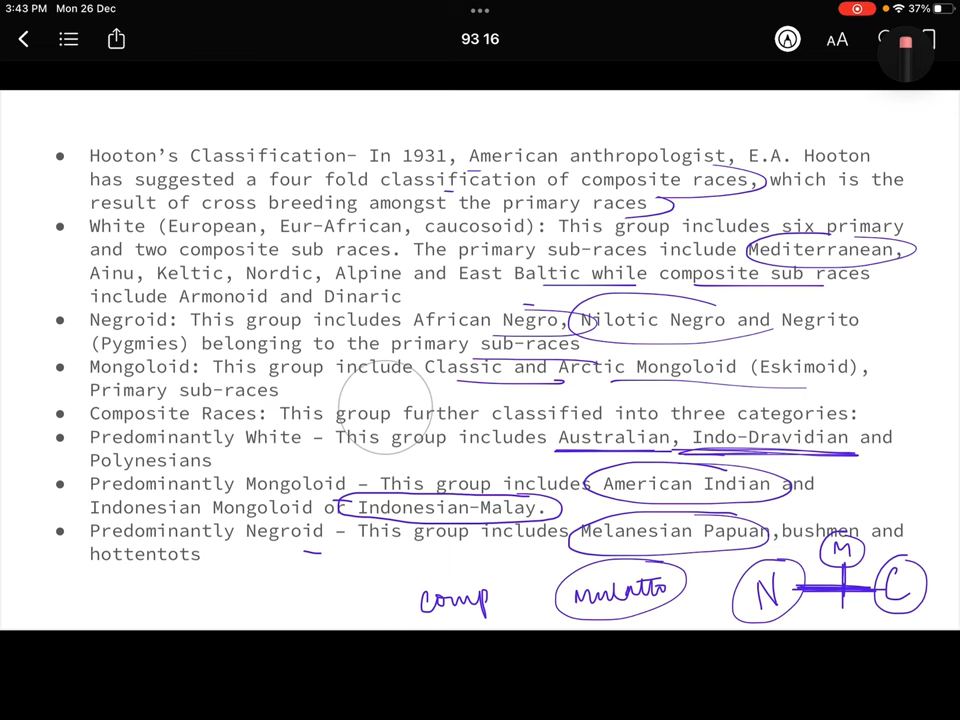 3:43 PM Mon 26 Dec
37%
93 16
AA
● Hooton's Classification- In 1931, American anthropologist, E.A. Hooton
has suggested a four fold classification of composite races, which is the
result of cross breeding amongst the primary races
● White (European, Eur-African, caucosoid): This group includes six primary
and two composite sub races. The primary sub-races include Mediterranean,
Ainu, Keltic, Nordic, Alpine and East Baltic while composite sub races
include Armonoid and Dinaric
● Negroid: This group includes African Negro, Nilotic Negro and Negrito
(Pygmies) belonging to the primary sub-races
● Mongoloid: This group include Classic and Arctic Mongoloid (Eskimoid),
Primary sub-races
● Composite Races: This group further classified into three categories:
● Predominantly White – This group includes Australian, Indo-Dravidian and
Polynesians
● Predominantly Mongoloid – This group includes American Indian and
Indonesian Mongoloid or Indonesian-Malay.
● Predominantly Negroid – This group includes Melanesian Papuan,bushmen and
hottentots
M
comp mulatto N C